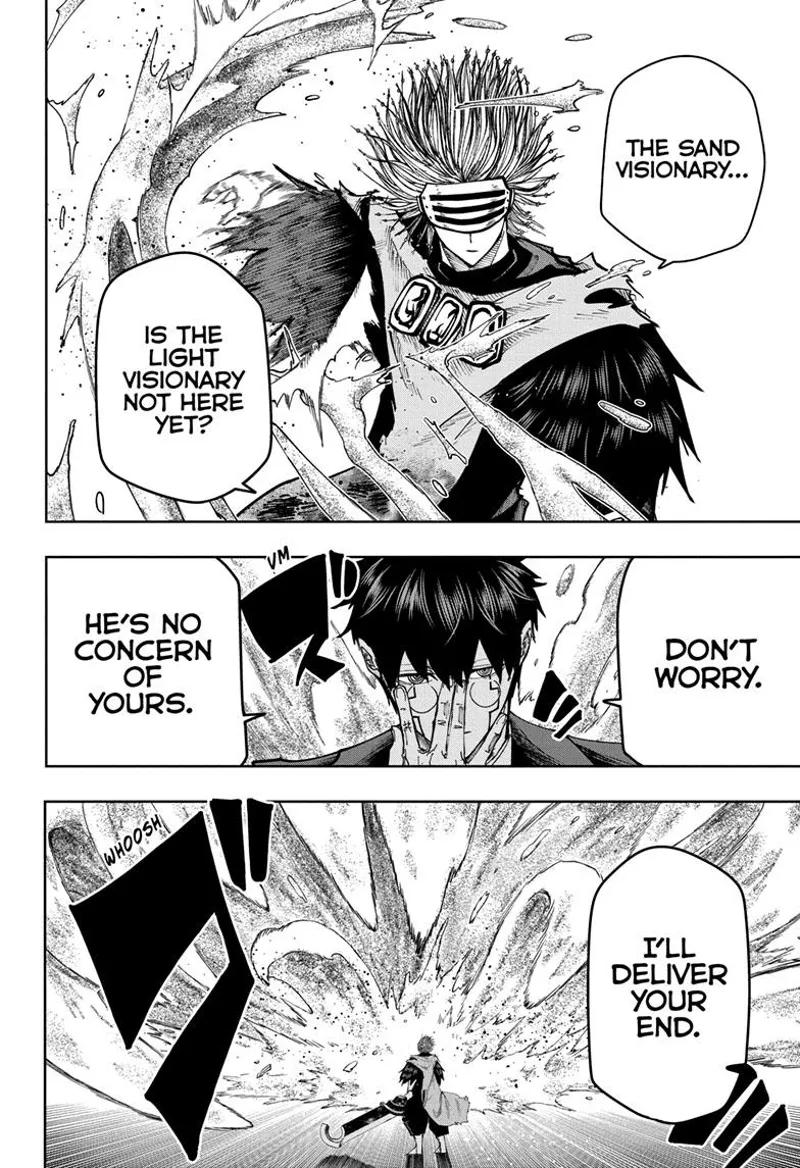 THE SAND
VISIONARY...
IS THE
LIGHT
VISIONARY
NOT HERE
YET?
DON'T
WORRY.
VM
HE'S NO
CONCERN
OF
YOURS.
I'LL
DELIVER
YOUR
END.
WHOOSH